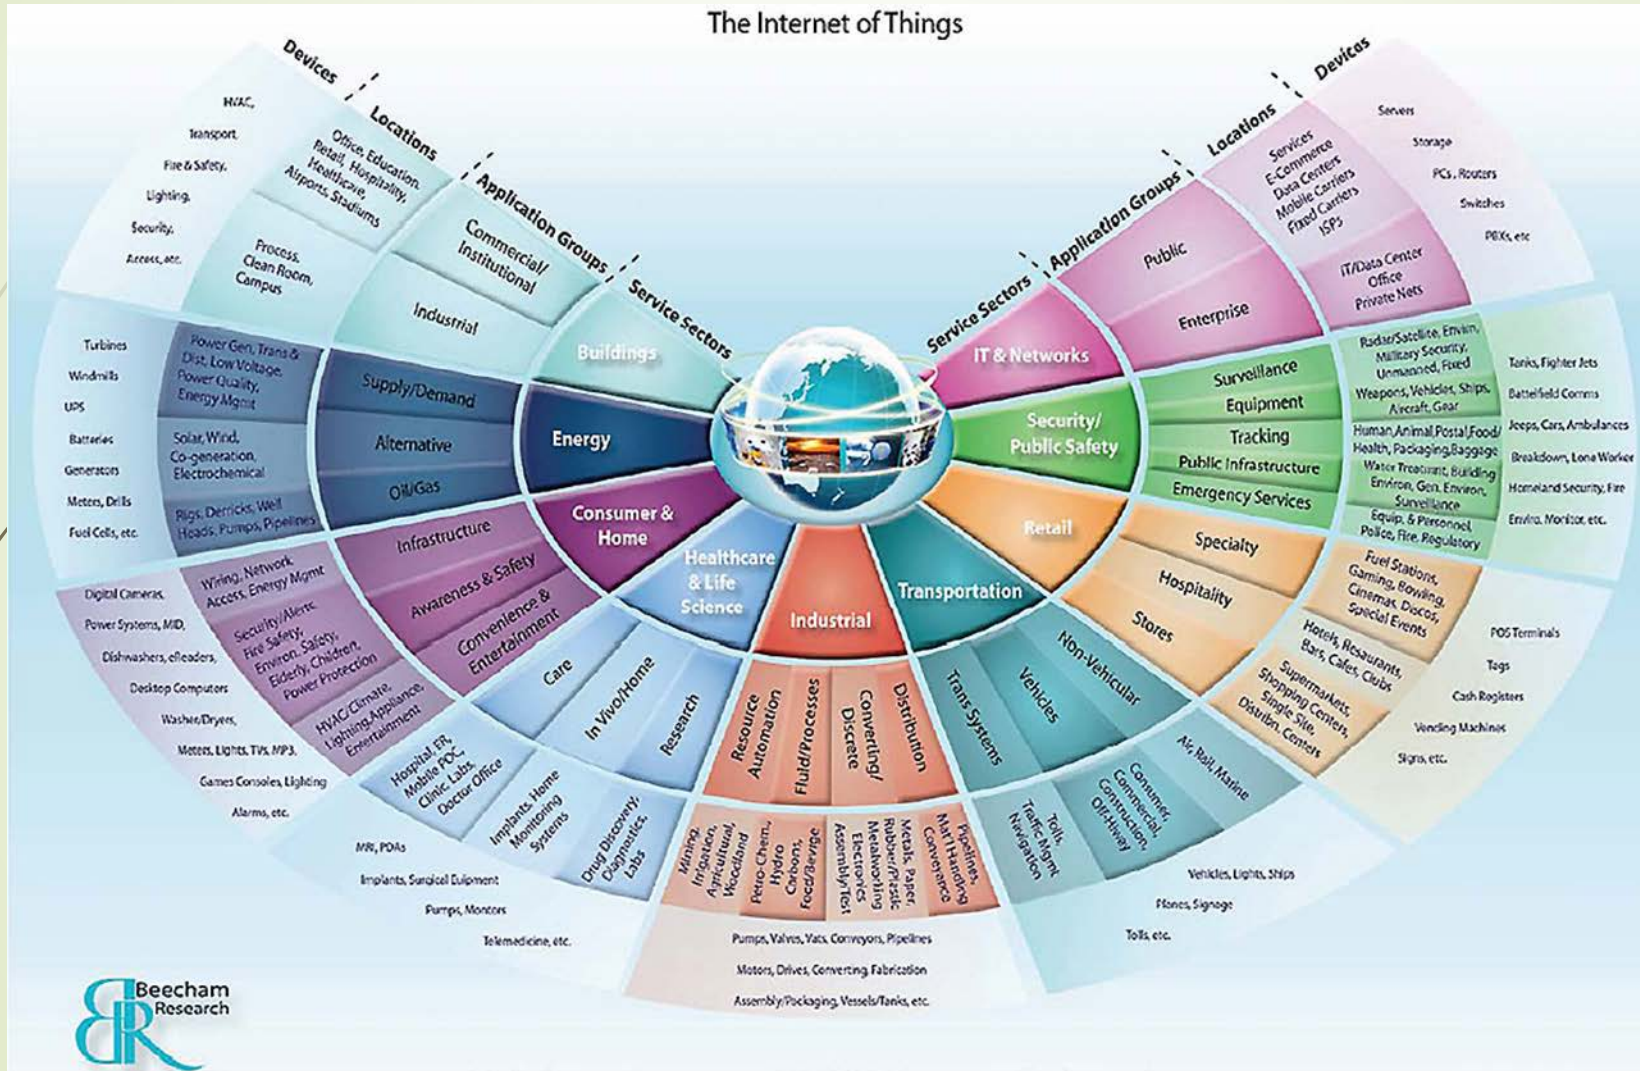 The Internet of Things
Devices
Locations
Application Groups
Service Sectors
HVAC,
Transport,
Fire & Safety,
Lighting,
Security,
Access, etc.
Office, Education,
Retail, Hospitality,
Healthcare,
Airports, Stadiums
Process,
Clean Room,
Campus
Commercial/
Institutional
Industrial
Buildings
Turbines
Windmills
UPS
Batteries
Generators
Meters, Drills
Fuel Cells, etc.
Power Gen, Trans &
Dist, Low Voltage,
Power Quality,
Energy Mgmt
Solar, Wind,
Co-generation,
Electrochemical
Rigs, Derricks, Well
Heads, Pumps, Pipelines
Supply/Demand
Alternative
Oil/Gas
Energy
Digital Cameras,
Power Systems, MID,
Dishwashers, eReaders,
Desktop Computers
Washer/Dryers,
Meters, Lights, TVs, MP3,
Games Consoles, Lighting
Alarms, etc.
Wiring, Network
Access, Energy Mgmt
Security/Alerts,
Fire Safety,
Environ. Safety,
Elderly, Children,
Power Protection
HVAC/Climate,
Lighting, Appliance,
Entertainment
Infrastructure
Awareness & Safety
Convenience &
Entertainment
Consumer &
Home
MRI, PDAs
Implants, Surgical Euipment
Pumps, Monitors
Telemedicine, etc.
Hospital, ER,
Mobile POC,
Clinic, Labs,
Doctor Office
Implants, Home
Monitoring
Systems
Drug Discovery,
Diagnostics,
Labs
Care
In Vivo/Home
Research
Healthcare
& Life
Science
Industrial
Resource
Automation
Fluid/Processes
Converting/
Discrete
Distribution
Mining,
Irrigation,
Agricultural,
Woodland
Petro-Chem.,
Hydro
Carbons,
Food/Bevrge
Metals, Paper,
Rubber/Plastic
Metalworking
Electronics
Assembly/Test
Pipelines,
Mat'l Handling
Conveyance
Pumps, Valves, Vats, Conveyors, Pipelines
Motors, Drives, Converting, Fabrication
Assembly/Packaging, Vessels/Tanks, etc.
Transportation
Trans Systems
Vehicles
Non-Vehicular
Tolls,
Traffic Mgmt
Navigation
Consumer,
Commercial,
Construction,
Off-Hiway
Air, Rail, Marine
Vehicles, Lights, Ships
Planes, Signage
Tolls, etc.
Retail
Specialty
Hospitality
Stores
Fuel Stations,
Gaming, Bowling,
Cinemas, Discos,
Special Events
Hotels, Resaurants,
Bars, Cafes, Clubs
Supermarkets,
Shopping Centers,
Single Site,
Distribn, Centers
POS Terminals
Tags
Cash Registers
Vending Machines
Signs, etc.
Security/
Public Safety
Surveillance
Equipment
Tracking
Public Infrastructure
Emergency Services
Radar/Satellite, Environ,
Military Security,
Unmanned, Fixed
Weapons, Vehicles, Ships,
Aircraft, Gear
Human,Animal,Postal,Food/
Health, Packaging,Baggage
Water Treatmnt, Building
Environ, Gen. Environ,
Surveillance
Equip, & Personnel,
Police, Fire, Regulatory
Tanks, Fighter Jets
Battelfield Comms
Jeeps, Cars, Ambulances
Breakdown, Lone Worker
Homeland Security, Fire
Enviro. Monitor, etc.
IT & Networks
Public
Enterprise
Services
E-Commerce
Data Centers
Mobile Carriers
Fixed Carriers
ISPs
IT/Data Center
Office
Private Nets
Servers
Storage
PCs, Routers
Switches
PBXs, etc
Service Sectors
Application Groups
Locations
Devices
Beecham
Research
BR